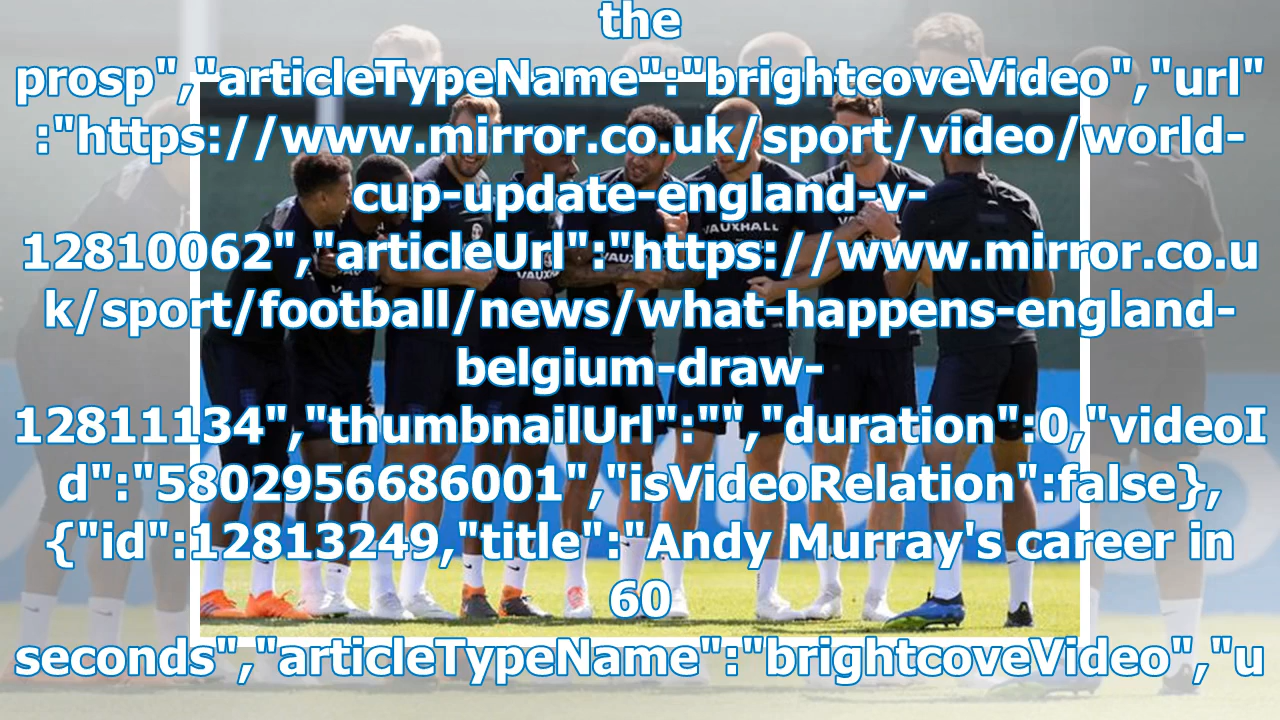 the
prosp","articleTypeName":"brightcoveVideo","url"
:"https://www.mirror.co.uk/sport/video/world-
cup-update-england-v-
12810062","articleUrl":"https://www.mirror.co.u
k/sport/football/news/what-happens-england-
belgium-draw-
12811134","thumbnailUrl":"","duration":0,"videoI
d":"5802956686001","isVideoRelation":false},
{"id":12813249,"title":"Andy Murray's career in
60
seconds","articleTypeName":"brightcoveVideo","u
VAUXHALL